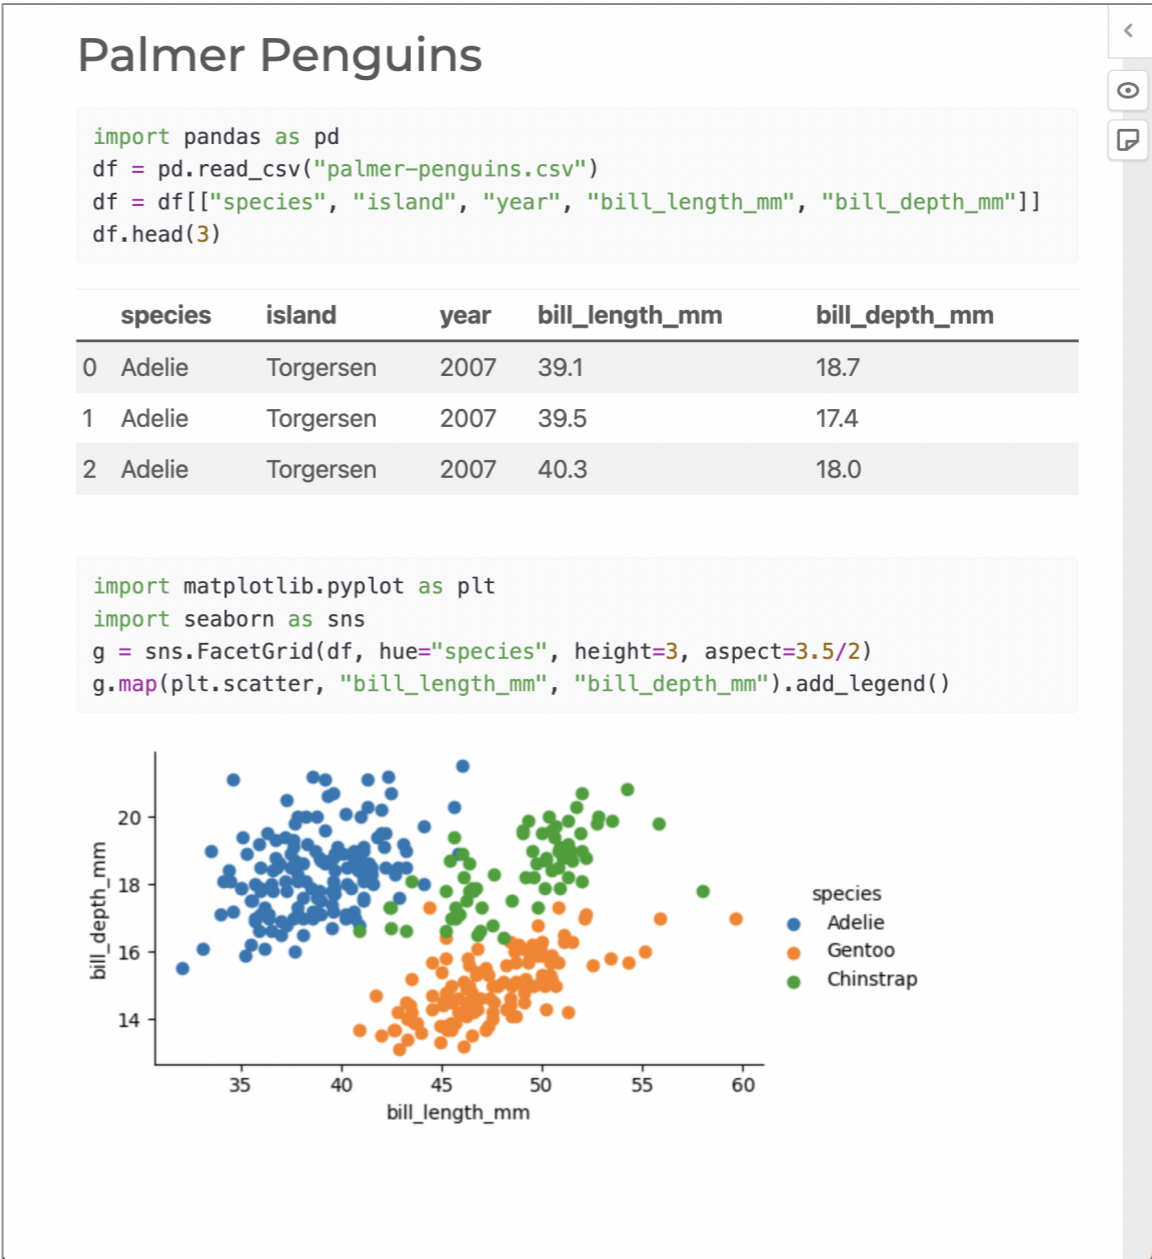 Palmer Penguins
import pandas as pd
df = pd.read_csv("palmer-penguins.csv")
df = df[["species", "island", "year", "bill_length_mm", "bill_depth_mm"]]
df.head(3)
species island year bill_length_mm bill_depth_mm
0 Adelie Torgersen 2007 39.1 18.7
1 Adelie Torgersen 2007 39.5 17.4
2 Adelie Torgersen 2007 40.3 18.0
import matplotlib.pyplot as plt
import seaborn as sns
g = sns.FacetGrid(df, hue="species", height=3, aspect=3.5/2)
g.map(plt.scatter, "bill_length_mm", "bill_depth_mm").add_legend()
bill_depth_mm
20
18
16
14
35 40 45 50 55 60
bill_length_mm
species
Adelie
Gentoo
Chinstrap